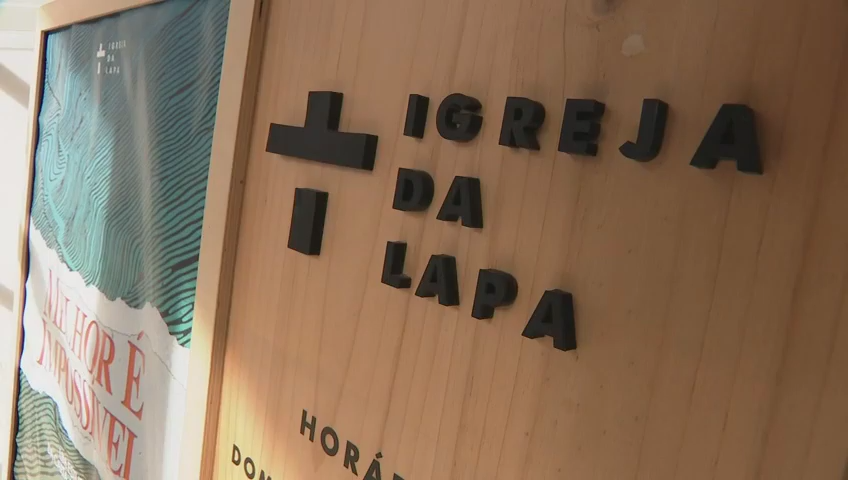 IGREJA
DA
LAPA
IGREJA
DA
LAPA
MELHOR É
IMPOSSÍVEL